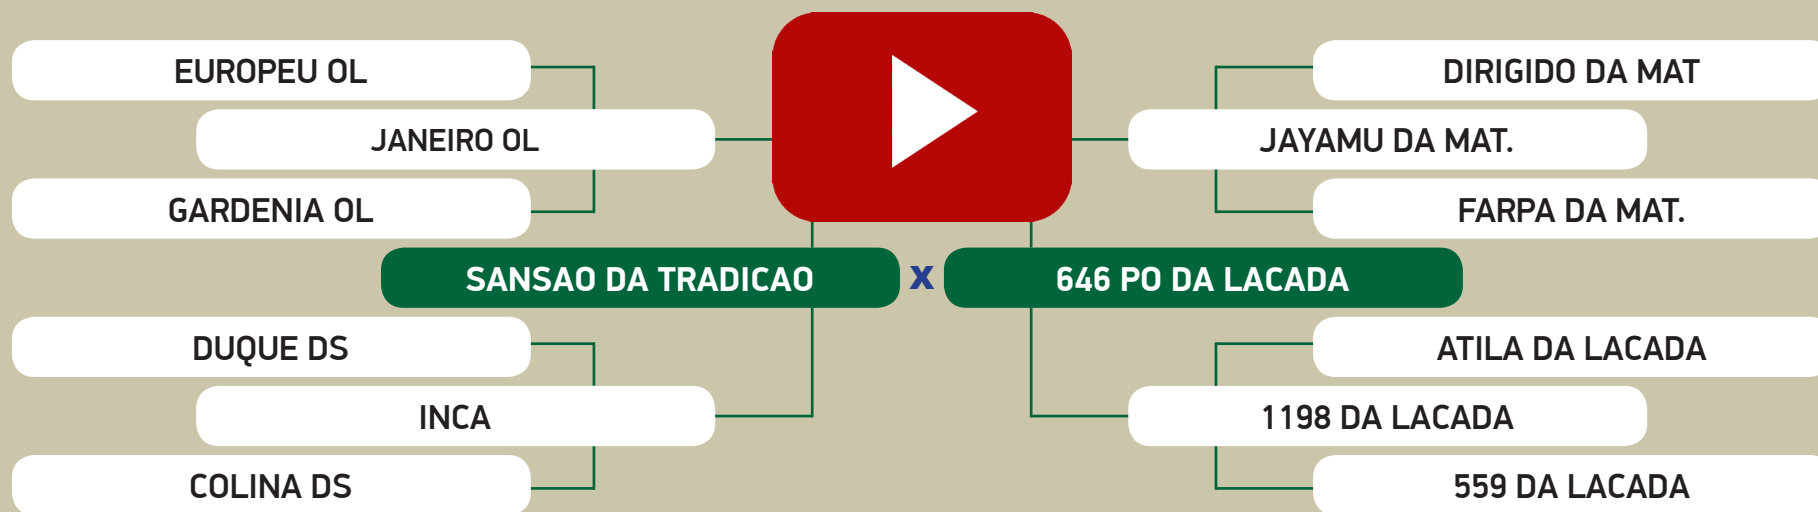 EUROPEU OL
DIRIGIDO DA MAT
JANEIRO OL
JAYAMU DA MAT.
GARDENIA OL
FARPA DA MAT.
SANSAO DA TRADICAO x 646 PO DA LACADA
DUQUE DS
ATILA DA LACADA
INCA
1198 DA LACADA
COLINA DS
559 DA LACADA